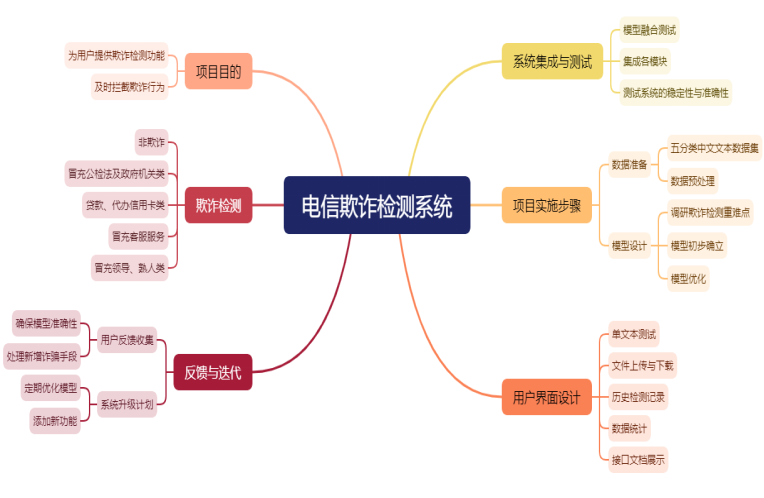 电信欺诈检测系统
项目目的
为用户提供欺诈检测功能
及时拦截欺诈行为
欺诈检测
非欺诈
冒充公检法及政府机关类
贷款、代办信用卡类
冒充客服服务
冒充领导、熟人类
反馈与迭代
用户反馈收集
确保模型准确性
处理新增诈骗手段
系统升级计划
定期优化模型
添加新功能
系统集成与测试
模型融合测试
集成各模块
测试系统的稳定性与准确性
项目实施步骤
数据准备
五分类中文文本数据集
数据预处理
模型设计
调研欺诈检测重难点
模型初步确立
模型优化
用户界面设计
单文本测试
文件上传与下载
历史检测记录
数据统计
接口文档展示